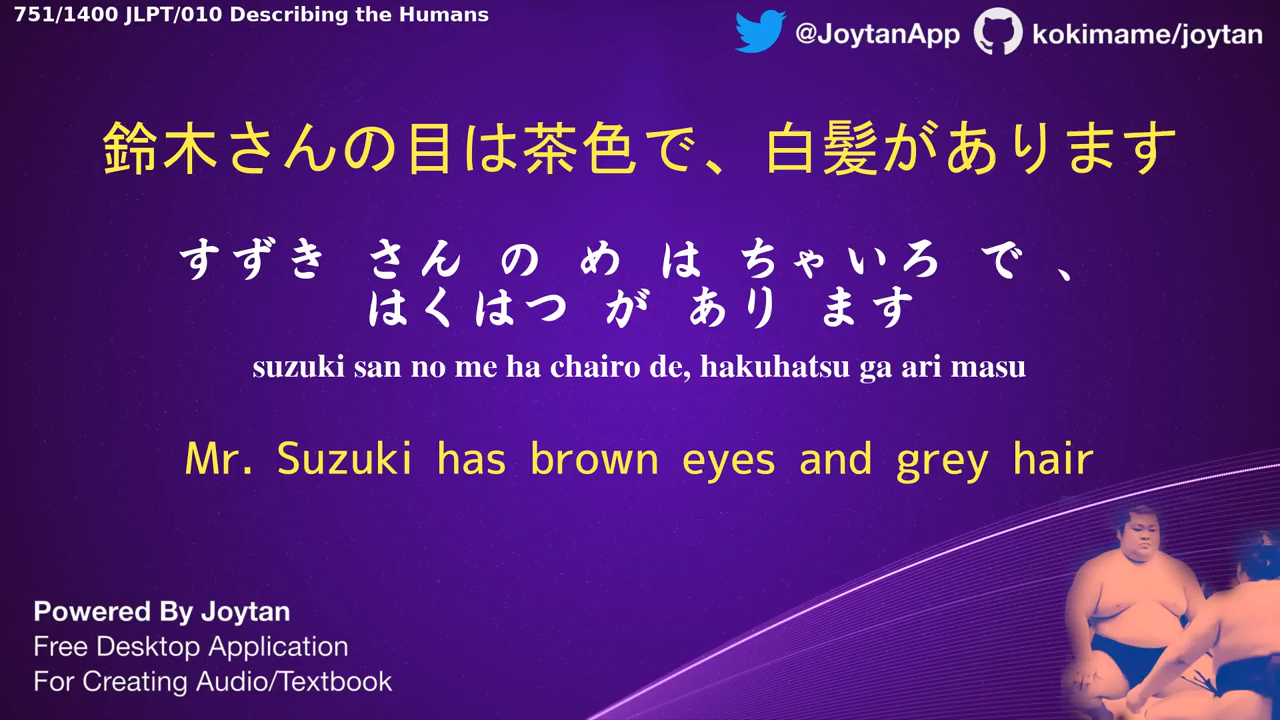 751/1400 JLPT/010 Describing the Humans
@JoytanApp kokimame/joytan
鈴木さんの目は茶色で、白髪があります
すずき さん の め は ちゃいろ で 、
はくはつ が あり ます
suzuki san no me ha chairo de, hakuhatsu ga ari masu
Mr. Suzuki has brown eyes and grey hair
Powered By Joytan
Free Desktop Application
For Creating Audio/Textbook